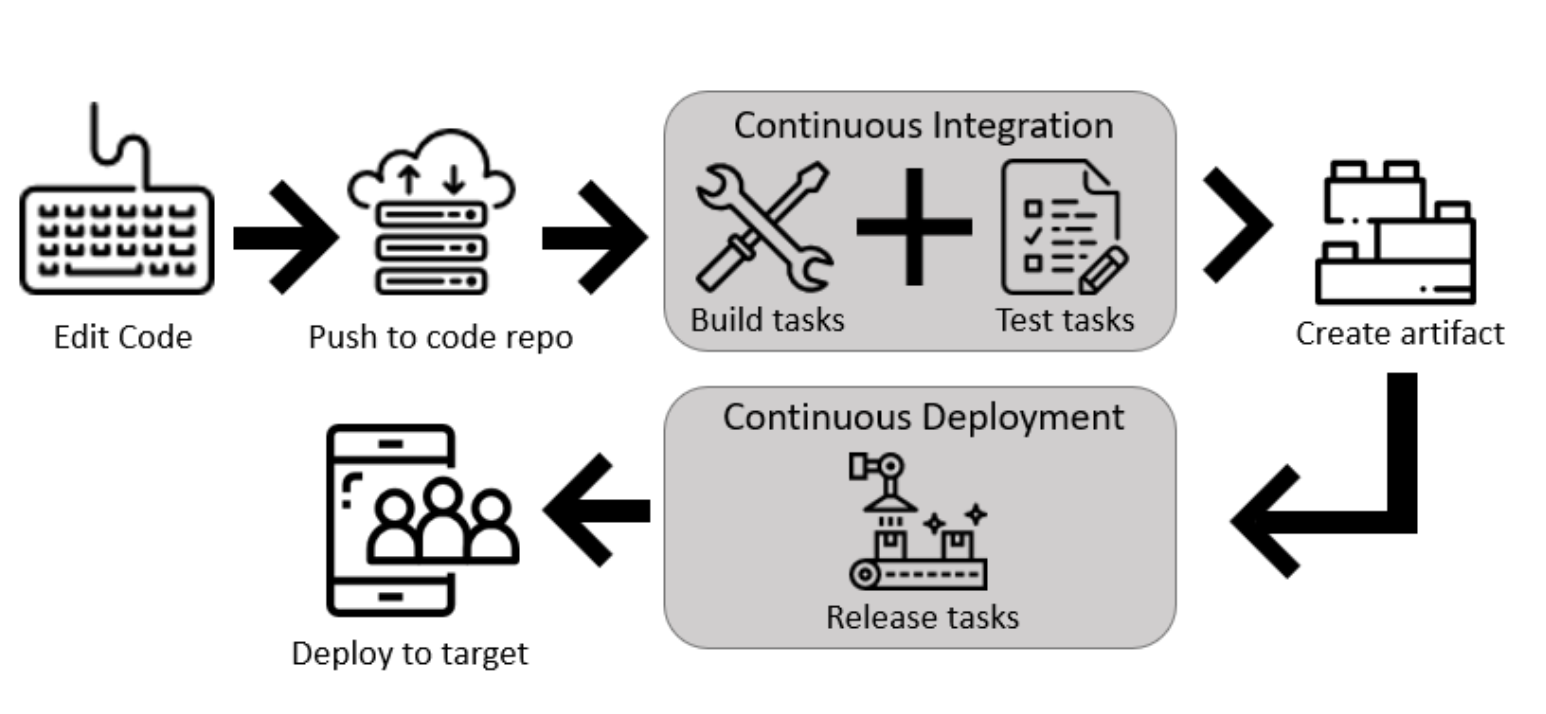 Continuous Integration
Edit Code
Push to code repo
Build tasks
Test tasks
Create artifact
Continuous Deployment
Release tasks
Deploy to target